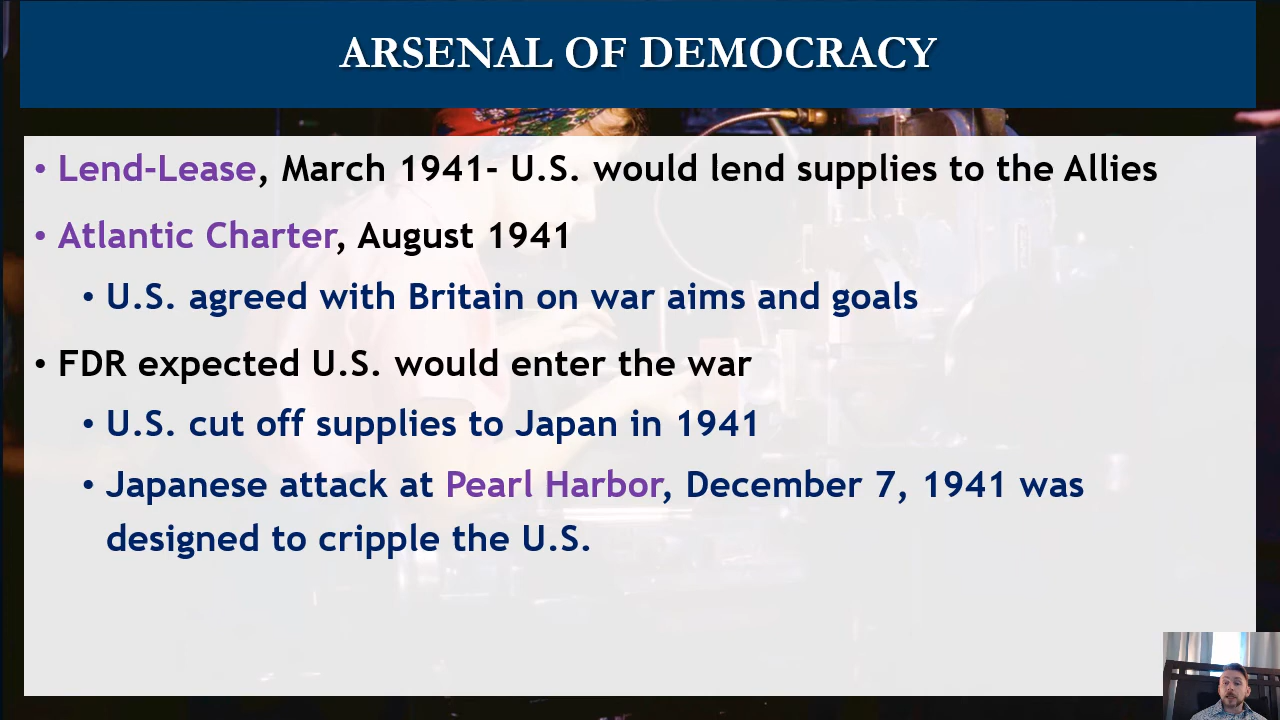 ARSENAL OF DEMOCRACY
• Lend-Lease, March 1941- U.S. would lend supplies to the Allies
• Atlantic Charter, August 1941
• U.S. agreed with Britain on war aims and goals
• FDR expected U.S. would enter the war
• U.S. cut off supplies to Japan in 1941
• Japanese attack at Pearl Harbor, December 7, 1941 was
designed to cripple the U.S.